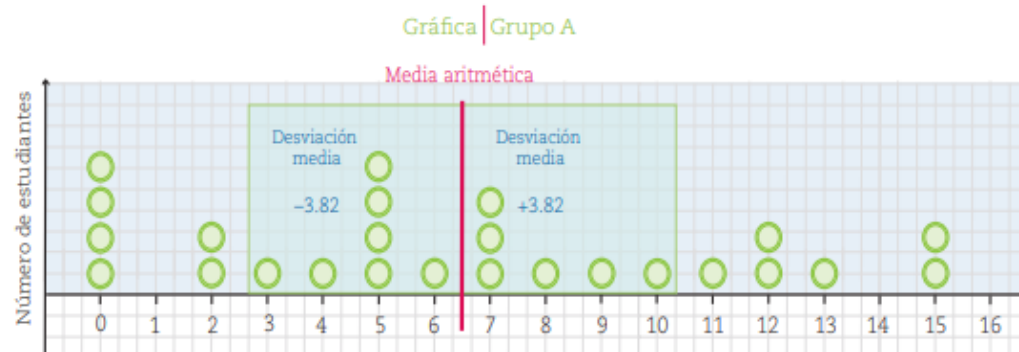 Gráfica Grupo A
Media aritmética
Número de estudiantes
Desviación
media
−3.82
Desviación
media
+3.82
0 1 2 3 4 5 6 7 8 9 10 11 12 13 14 15 16